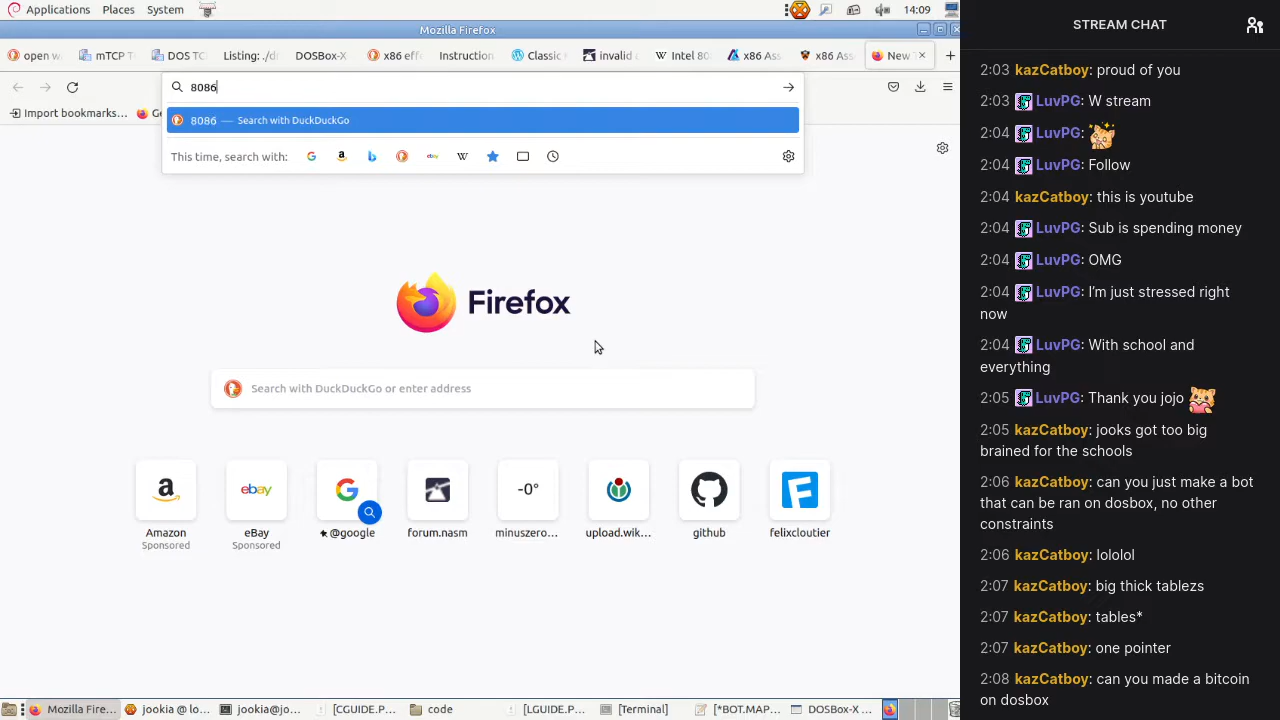 Applications Places System 14:09
Mozilla Firefox
open w mTCP T DOS TC Listing: /dr DOSBox-X x86 efi Instruction Classic invalid Intel 80 x86 Ass x86 Ass New
8086
8086 — Search with DuckDuckGo
Import bookmarks... Ge
This time, search with:
Firefox
Search with DuckDuckGo or enter address
Amazon eBay @google forum.nasm minuszero... upload.wik... github felixcloutier
Sponsored Sponsored
-0°
Mozilla Fire... jookia @ lo... jookia@jo... [CGUIDE.P... code [LGUIDE.P... [Terminal] [*BOT.MAP... DOSBox-X ...
STREAM CHAT
2:03 kazCatboy: proud of you
2:03 LuvPG: W stream
2:04 LuvPG:
2:04 LuvPG: Follow
2:04 kazCatboy: this is youtube
2:04 LuvPG: Sub is spending money
2:04 LuvPG: OMG
2:04 LuvPG: I'm just stressed right
now
2:04 LuvPG: With school and
everything
2:05 LuvPG: Thank you jojo
2:05 kazCatboy: jooks got too big
brained for the schools
2:06 kazCatboy: can you just make a bot
that can be ran on dosbox, no other
constraints
2:06 kazCatboy: lololol
2:07 kazCatboy: big thick tablezs
2:07 kazCatboy: tables*
2:07 kazCatboy: one pointer
2:08 kazCatboy: can you made a bitcoin
on dosbox